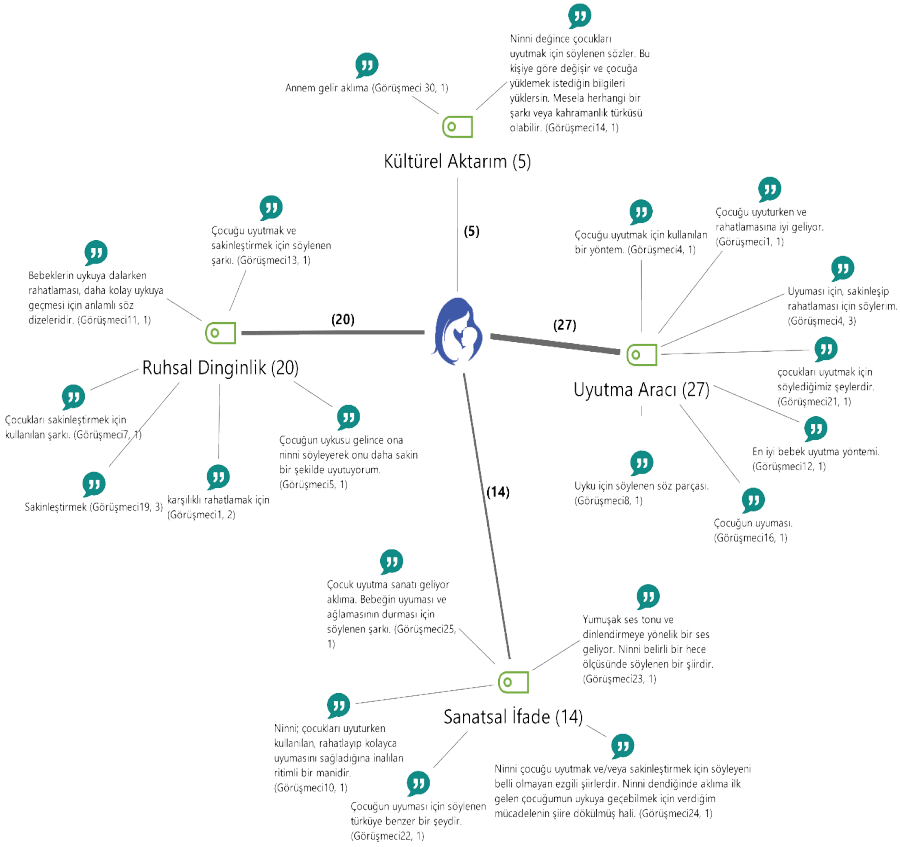 Ninni değince çocukları
uyutmak için söylenen sözler. Bu
kişiye göre değişir ve çocuğa
yüklemek istediğin bilgileri
yüklersin. Mesela herhangi bir
şarkı veya kahramanlık türküsü
olabilir. (Görüşmeci14, 1)
Annem gelir aklıma (Görüşmeci 30, 1)
Kültürel Aktarım (5)
(5)
Çocuğu uyutmak ve
sakinleştirmek için söylenen
şarkı. (Görüşmeci13, 1)
Bebeklerin uykuya dalarken
rahatlaması, daha kolay uykuya
geçmesi için anlamlı söz
dizeleridir. (Görüşmeci11, 1)
(20)
Ruhsal Dinginlik (20)
Çocukları sakinleştirmek için
kullanılan şarkı. (Görüşmeci7, 1)
Sakinleştirmek (Görüşmeci19, 3)
karşılıklı rahatlamak için
(Görüşmeci1, 2)
Çocuğun uykusu gelince ona
ninni söyleyerek onu daha sakin
bir şekilde uyutuyorum.
(Görüşmeci5, 1)
Çocuğu uyutmak için kullanılan
bir yöntem. (Görüşmeci4, 1)
Çocuğu uyuturken ve
rahatlamasına iyi geliyor.
(Görüşmeci1, 1)
Uyuması için, sakinleşip
rahatlaması için söylerim.
(Görüşmeci4, 3)
(27)
Uyutma Aracı (27)
çocukları uyutmak için
söylediğimiz şeylerdir.
(Görüşmeci21, 1)
En iyi bebek uyutma yöntemi.
(Görüşmeci12, 1)
Uyku için söylenen söz parçası.
(Görüşmeci8, 1)
Çocuğun uyuması.
(Görüşmeci16, 1)
(14)
Çocuk uyutma sanatı geliyor
aklıma. Bebeğin uyuması ve
ağlamasının durması için
söylenen şarkı. (Görüşmeci25,
1)
Yumuşak ses tonu ve
dinlendirmeye yönelik bir ses
geliyor. Ninni belirli bir hece
ölçüsünde söylenen bir şiirdir.
(Görüşmeci23, 1)
Sanatsal İfade (14)
Ninni; çocukları uyuturken
kullanılan, rahatlayıp kolayca
uyumasını sağladığına inalılan
ritimli bir manidir.
(Görüşmeci10, 1)
Çocuğun uyuması için söylenen
türküye benzer bir şeydir.
(Görüşmeci22, 1)
Ninni çocuğu uyutmak ve/veya sakinleştirmek için söyleyeni
belli olmayan ezgili şiirlerdir. Ninni dendiğinde aklıma ilk
gelen çocuğumun uykuya geçebilmek için verdiğim
mücadelenin şiire dökülmüş hali. (Görüşmeci24, 1)